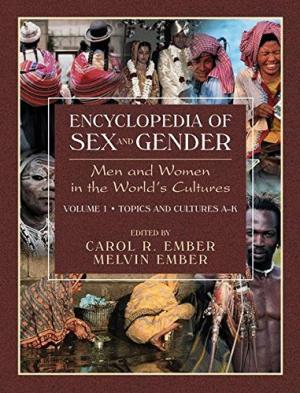 ENCYCLOPEDIA OF
SEX AND GENDER
Men and Women
in the World's Cultures
VOLUME 1 • TOPICS AND CULTURES A–K
EDITED BY
CAROL R. EMBER
MELVIN EMBER